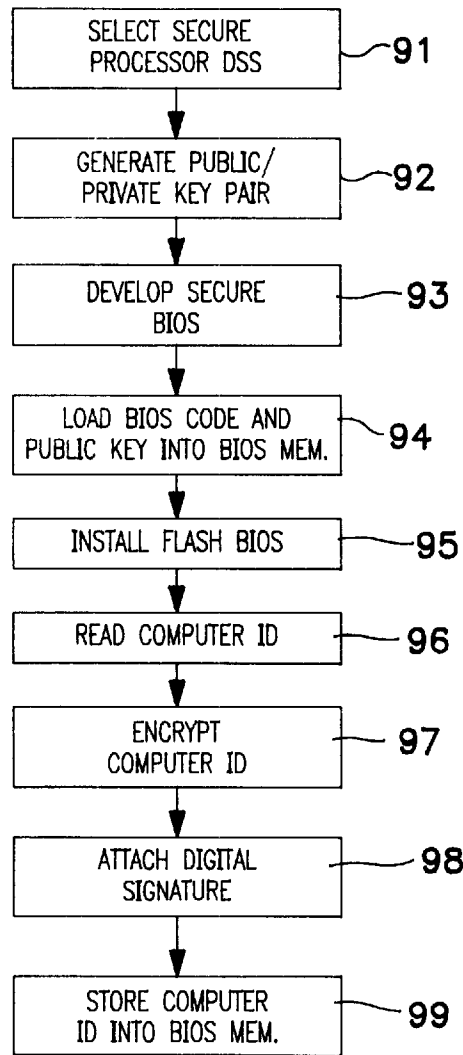 SELECT SECURE
PROCESSOR DSS
91
GENERATE PUBLIC/
PRIVATE KEY PAIR
92
DEVELOP SECURE
BIOS
93
LOAD BIOS CODE AND
PUBLIC KEY INTO BIOS MEM.
94
INSTALL FLASH BIOS
95
READ COMPUTER ID
96
ENCRYPT
COMPUTER ID
97
ATTACH DIGITAL
SIGNATURE
98
STORE COMPUTER
ID INTO BIOS MEM.
99